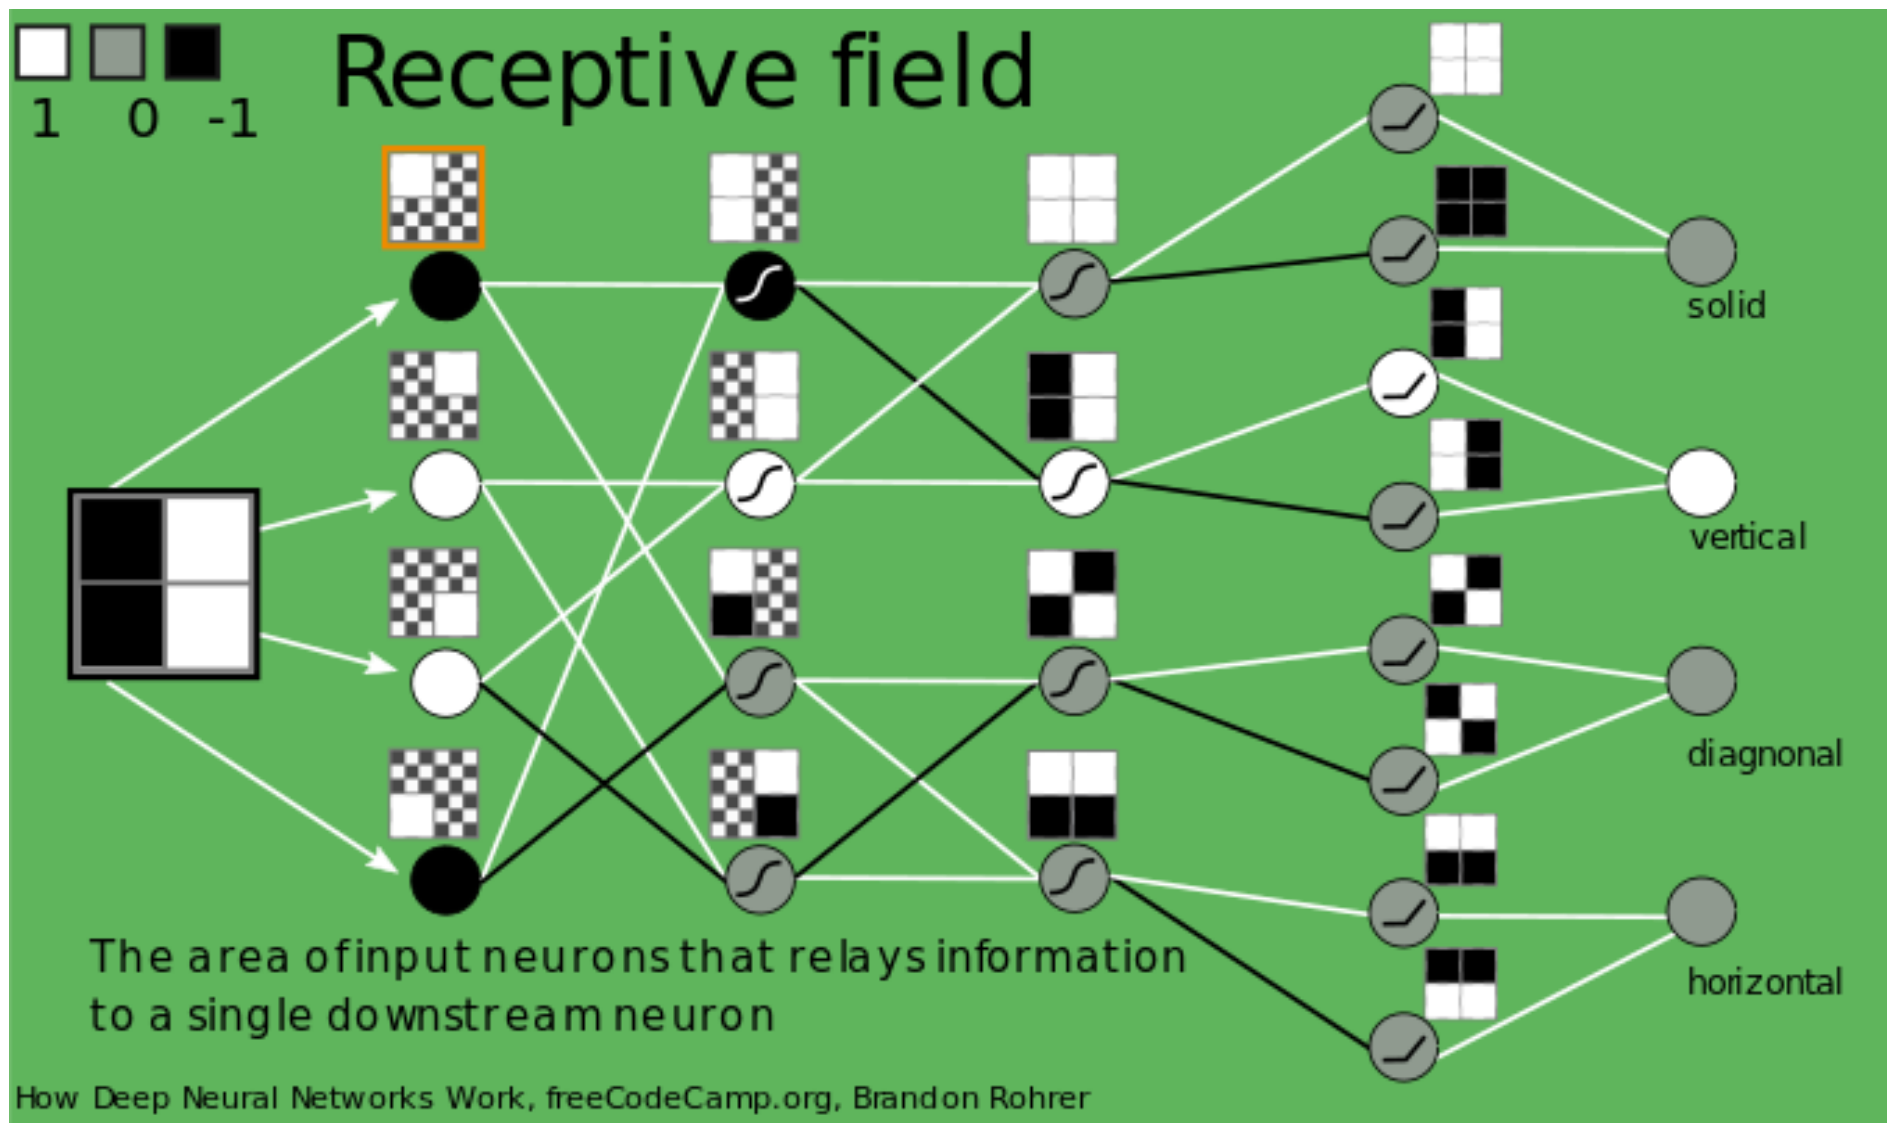 1 0 -1
Receptive field
solid
vertical
diagnonal
horizontal
The area of input neurons that relays information
to a single downstream neuron
How Deep Neural Networks Work, freeCodeCamp.org, Brandon Rohrer